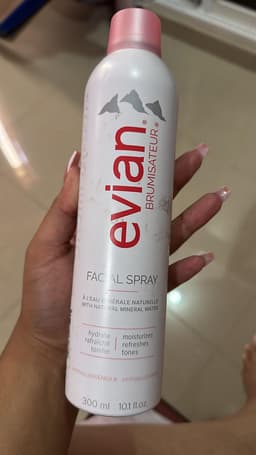 evian®
BRUMISATEUR®
FACIAL SPRAY
À L'EAU MINÉRALE NATURELLE
WITH NATURAL MINERAL WATER
hydrate | moisturizes
rafraîchit | refreshes
tonifie | tones
300 ml 10.1 fl.oz.